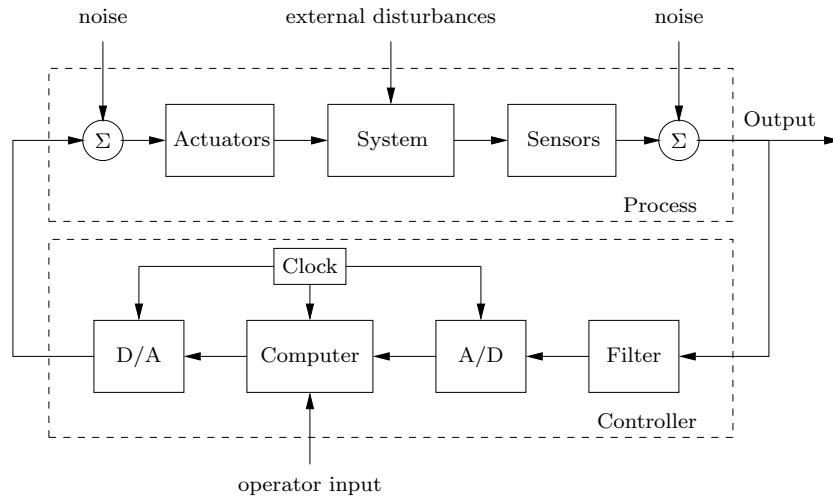 noise
external disturbances
noise
Σ
Actuators
System
Sensors
Σ
Output
Process
Clock
D/A
Computer
A/D
Filter
Controller
operator input